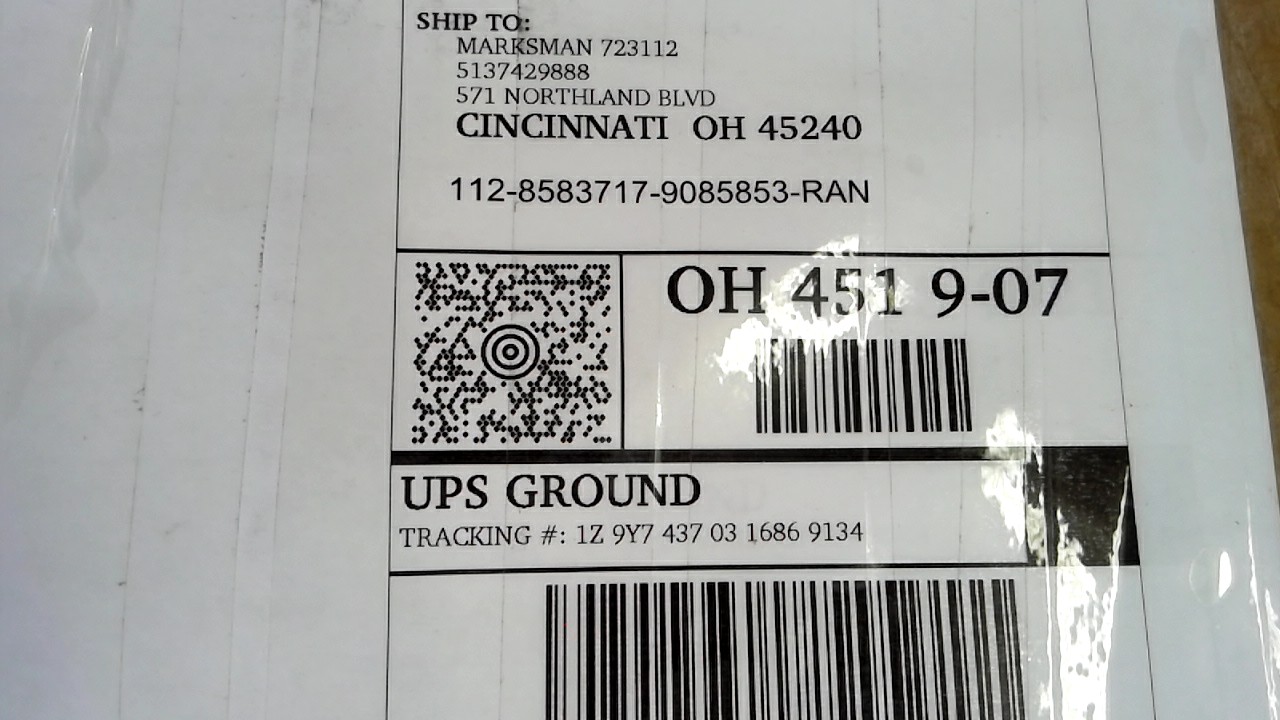 SHIP TO:
MARKSMAN 723112
5137429888
571 NORTHLAND BLVD
CINCINNATI OH 45240
112-8583717-9085853-RAN
OH 451 9-07
UPS GROUND
TRACKING #: 1Z 9Y7 437 03 1686 9134